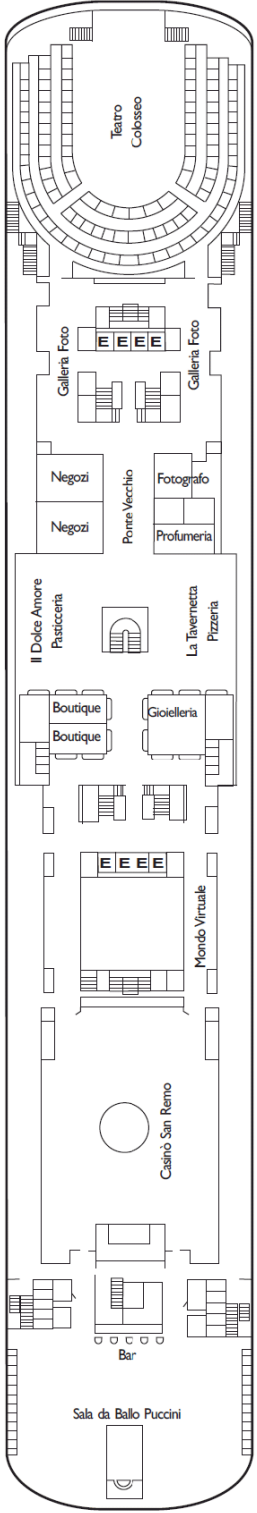 Teatro
Colosseo
Galleria Foto
E E E E
Galleria Foto
Negozi
Ponte Vecchio
Fotografo
Negozi
Profumeria
Il Dolce Amore
Pasticceria
La Tavernetta
Pizzeria
Boutique
Gioielleria
Boutique
E E E E
Mondo Virtuale
Casinò San Remo
Bar
Sala da Ballo Puccini